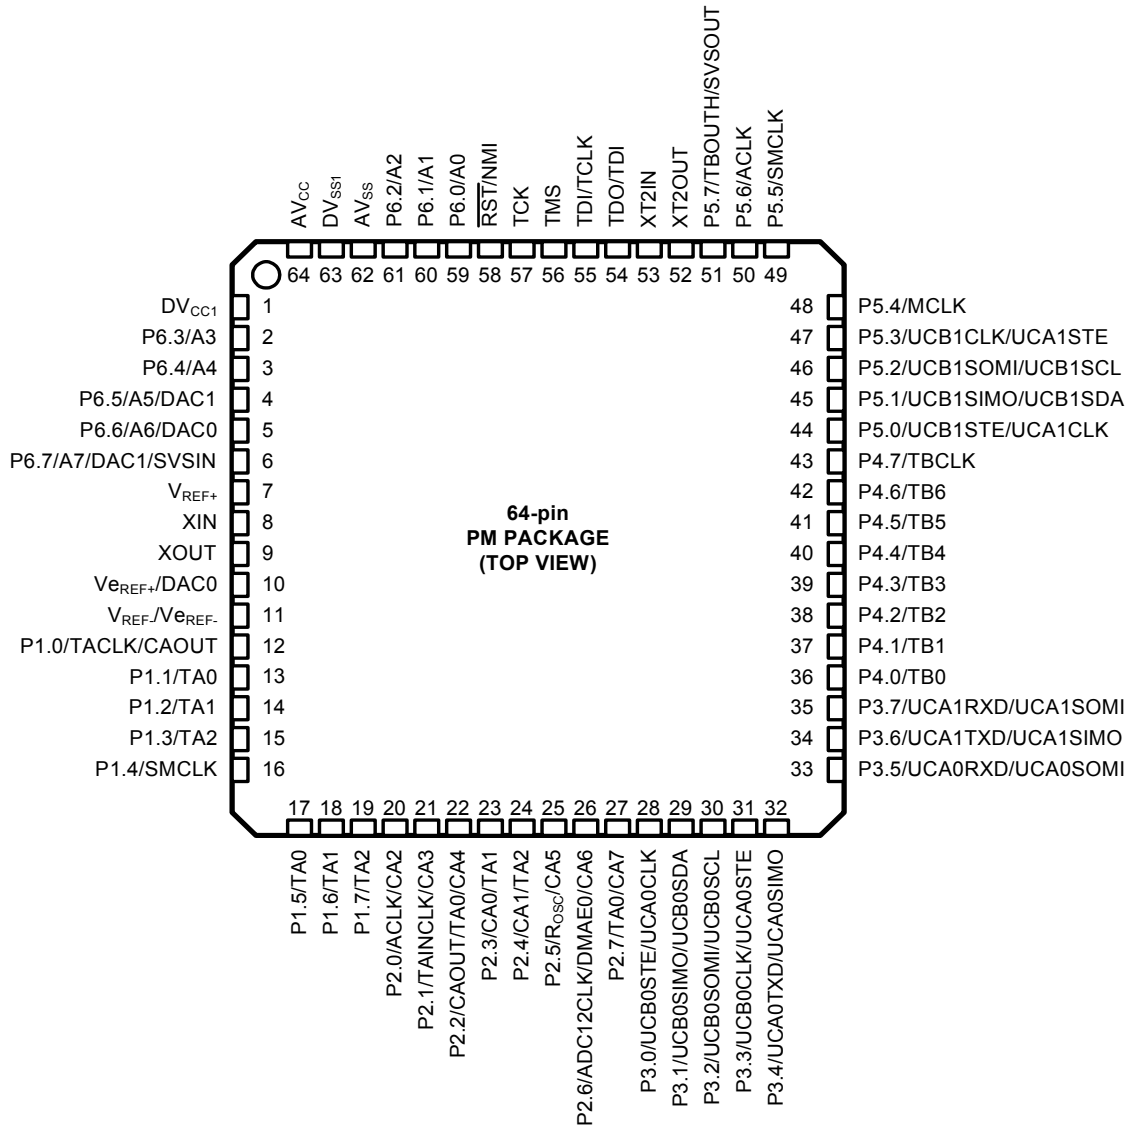 AVCC
DVSS1
AVSS
P6.2/A2
P6.1/A1
P6.0/A0
RST/NMI
TCK
TMS
TDI/TCLK
TDO/TDI
XT2IN
XT2OUT
P5.7/TBOUTH/SVSOUT
P5.6/ACLK
P5.5/SMCLK
64 63 62 61 60 59 58 57 56 55 54 53 52 51 50 49
DVCC1 1
P6.3/A3 2
P6.4/A4 3
P6.5/A5/DAC1 4
P6.6/A6/DAC0 5
P6.7/A7/DAC1/SVSIN 6
VREF+ 7
XIN 8
XOUT 9
VeREF+/DAC0 10
VREF-/VeREF- 11
P1.0/TACLK/CAOUT 12
P1.1/TA0 13
P1.2/TA1 14
P1.3/TA2 15
P1.4/SMCLK 16
64-pin
PM PACKAGE
(TOP VIEW)
48 P5.4/MCLK
47 P5.3/UCB1CLK/UCA1STE
46 P5.2/UCB1SOMI/UCB1SCL
45 P5.1/UCB1SIMO/UCB1SDA
44 P5.0/UCB1STE/UCA1CLK
43 P4.7/TBCLK
42 P4.6/TB6
41 P4.5/TB5
40 P4.4/TB4
39 P4.3/TB3
38 P4.2/TB2
37 P4.1/TB1
36 P4.0/TB0
35 P3.7/UCA1RXD/UCA1SOMI
34 P3.6/UCA1TXD/UCA1SIMO
33 P3.5/UCA0RXD/UCA0SOMI
17 18 19 20 21 22 23 24 25 26 27 28 29 30 31 32
P1.5/TA0
P1.6/TA1
P1.7/TA2
P2.0/ACLK/CA2
P2.1/TAINCLK/CA3
P2.2/CAOUT/TA0/CA4
P2.3/CA0/TA1
P2.4/CA1/TA2
P2.5/ROSC/CA5
P2.6/ADC12CLK/DMAE0/CA6
P2.7/TA0/CA7
P3.0/UCB0STE/UCA0CLK
P3.1/UCB0SIMO/UCB0SDA
P3.2/UCB0SOMI/UCB0SCL
P3.3/UCB0CLK/UCA0STE
P3.4/UCA0TXD/UCA0SIMO